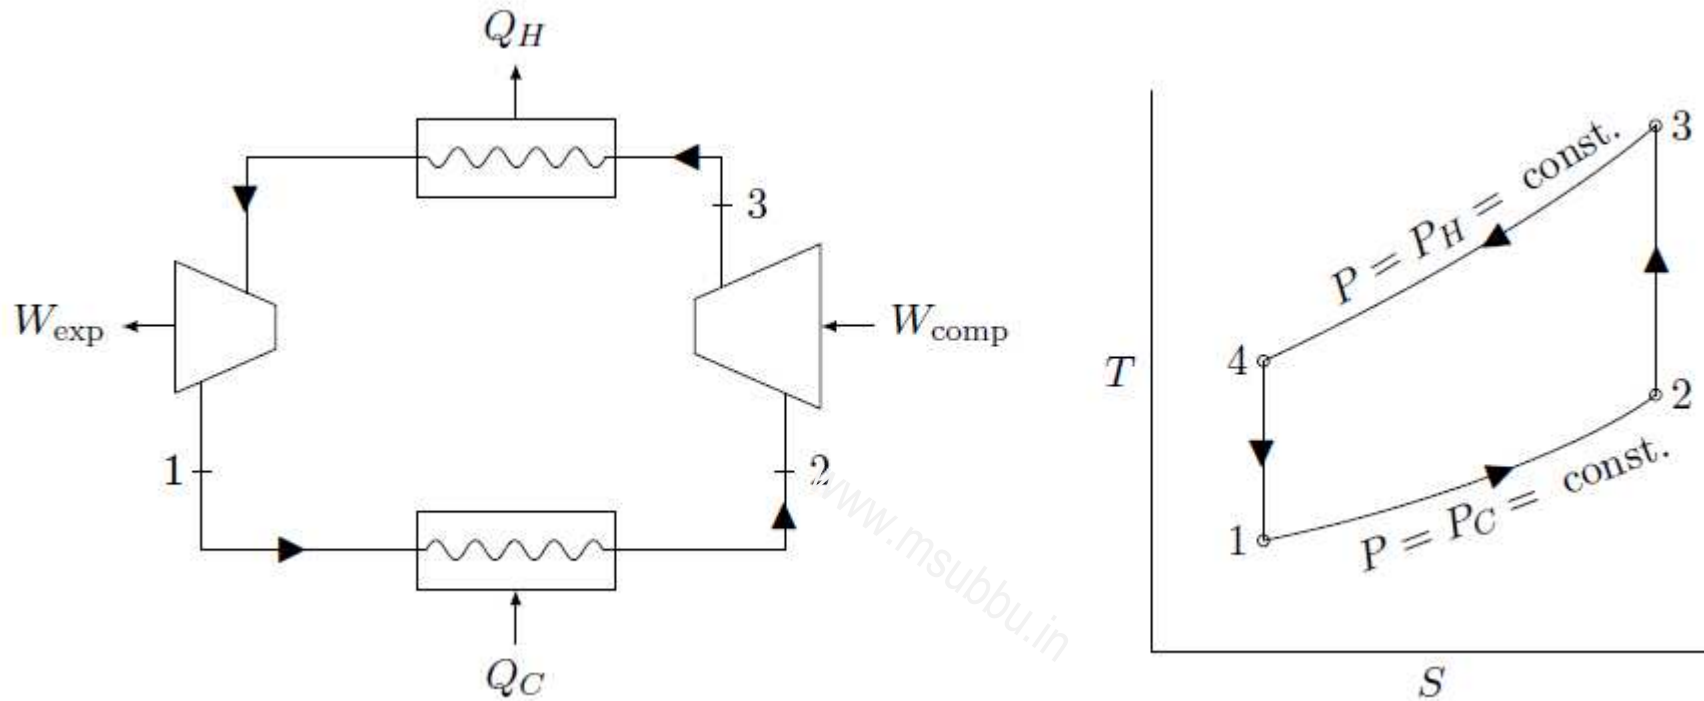 Q_H
3
W_exp
W_comp
1
2
Q_C
www.msubbu.in
3
P = P_H = const.
4
T
2
P = P_C = const.
1
S